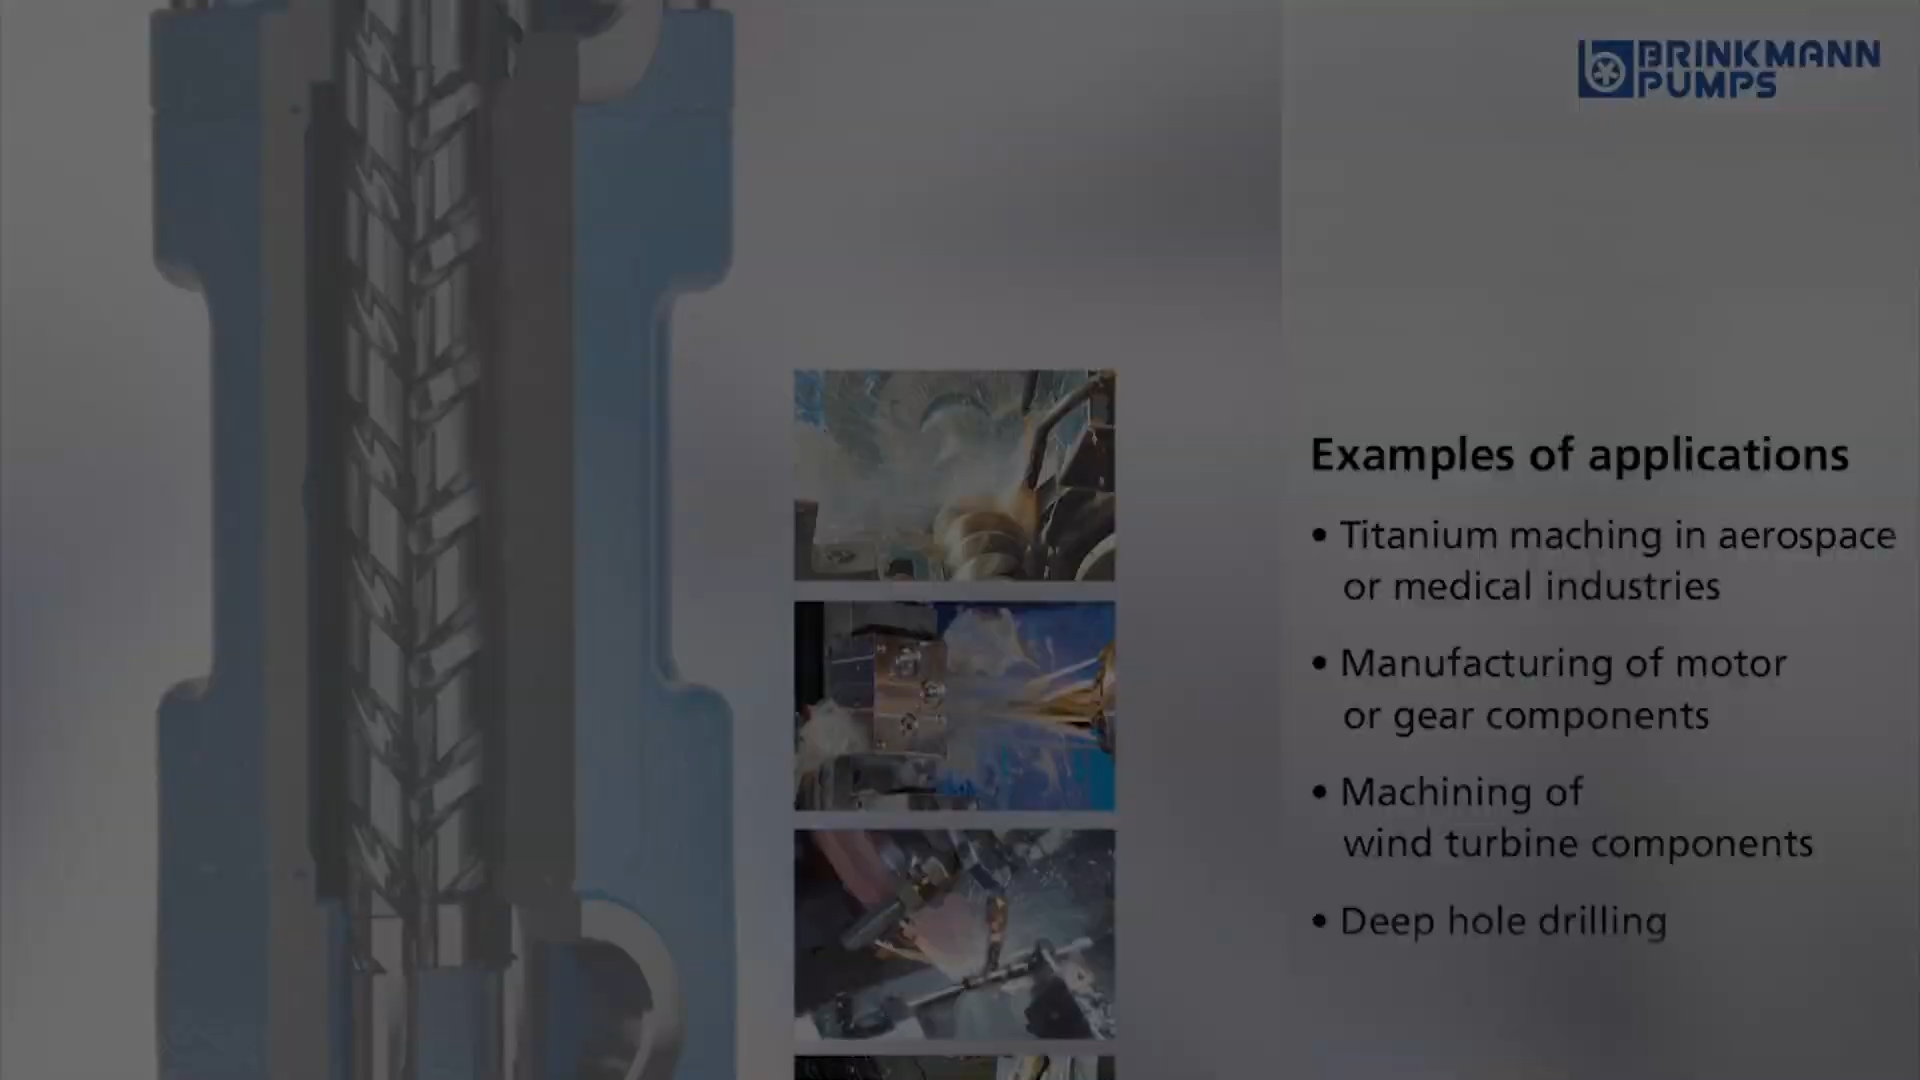 BRINKMANN
PUMPS
Examples of applications
• Titanium maching in aerospace
or medical industries
• Manufacturing of motor
or gear components
• Machining of
wind turbine components
• Deep hole drilling